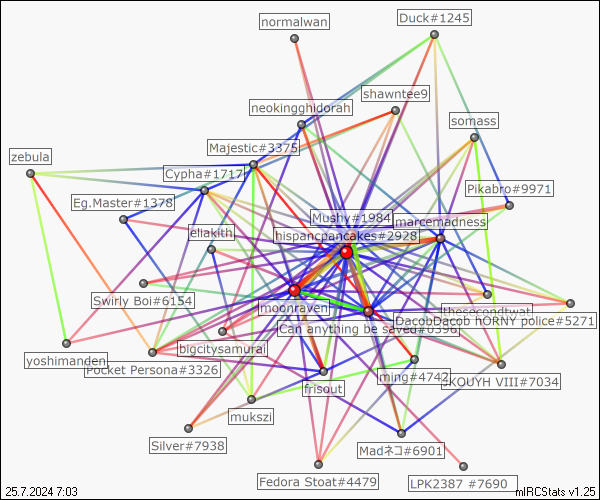 normalwan
Duck#1245
shawntee9
neokingghidorah
somass
Majestic#3375
zebula
Cypha#1717
Pikabro#9971
Eg.Master#1378
Mushy#1984
marcemadness
eliakith
hispancpancakes#2928
Swirly Boi#6154
moonraven
thesecondtwat
Can anything be saved#0396
DacobDacob hORNY police#5271
bigcitysamurai
yoshimanden
Pocket Persona#3326
ming#4742
KOUYH VIII#7034
frisout
mukszi
Silver#7938
Madネコ#6901
Fedora Stoat#4479
LPK2387 #7690
25.7.2024 7:03
mIRCStats v1.25